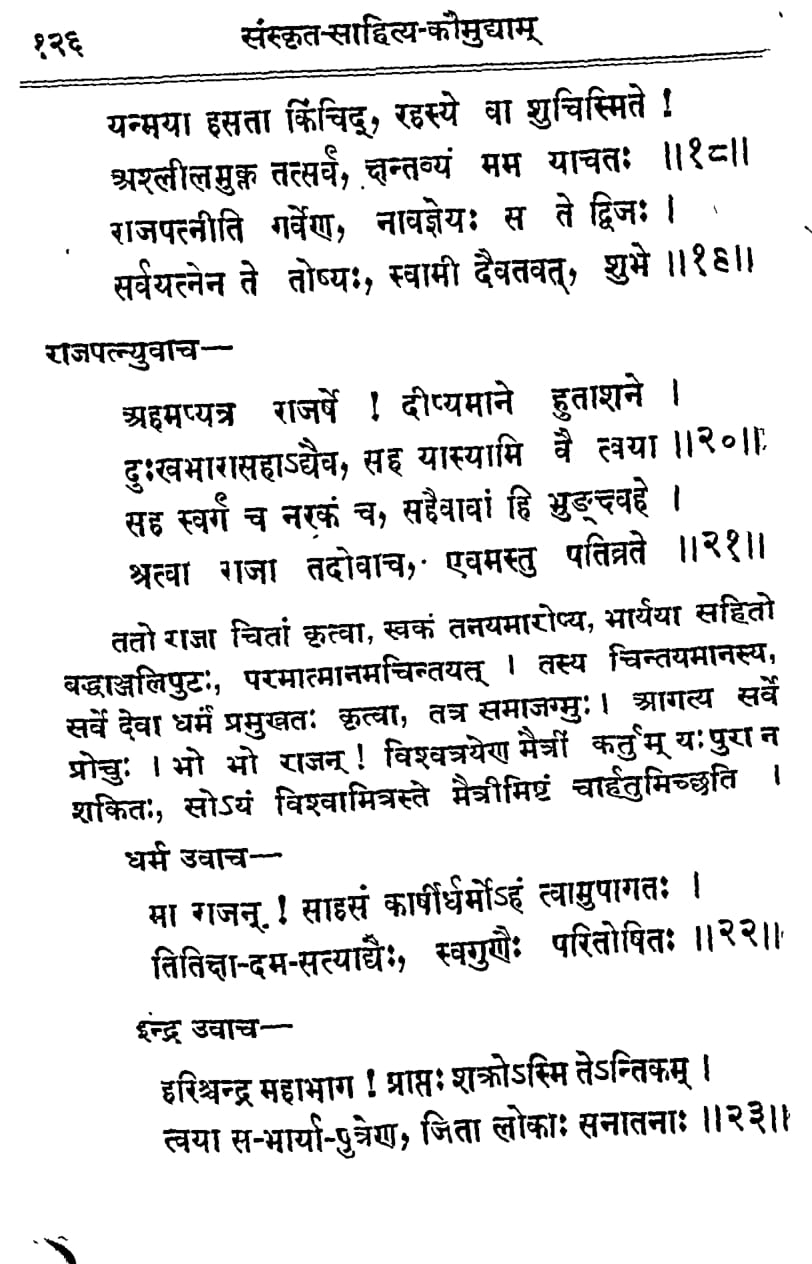 १२६ संस्कृत-साहित्य-कौमुद्याम्
यन्मया हसता किंचिद्, रहस्ये वा शुचिस्मिते !
अश्लीलमुक्तं तत्सर्वं, क्षन्तव्यं मम याचतः ॥१८॥
राजपत्नीति गर्वेण, नावज्ञेयः स ते द्विजः ।
सर्वयत्नेन ते तोष्यः, स्वामी दैवतवत्, शुभे ॥१९॥
राजपत्न्युवाच—
अहमप्यत्र राजर्षे ! दीप्यमाने हुताशने ।
दुःखभारासहाऽद्यैव, सह यास्यामि वै त्वया ॥२०॥
सह स्वर्गं च नरकं च, सहैवावां हि भुङ्क्ष्वहे ।
श्रत्वा राजा तदोवाच, एवमस्तु पतिव्रते ॥२१॥
ततो राजा चितां कृत्वा, स्वकं तनयमारोप्य, भार्यया सहितो
बद्धाञ्जलिपुटः, परमात्मानमचिन्तयत् । तस्य चिन्तयमानस्य,
सर्वे देवा धर्मं प्रमुखतः कृत्वा, तत्र समाजग्मुः । आगत्य सर्वे
प्रोचुः । भो भो राजन् ! विश्वत्रयेण मैत्रीं कर्तुम् यः पुरा न
शकितः, सोऽयं विश्वामित्रस्ते मैत्रीमिष्टं चार्हतुमिच्छति ।
धर्म उवाच—
मा राजन् ! साहसं कार्षीर्धर्मोऽहं त्वामुपागतः ।
तितिक्षा-दम-सत्याद्यैः, स्वगुणैः परितोषितः ॥२२॥
इन्द्र उवाच—
हरिश्चन्द्र महाभाग ! प्राप्तः शक्रोऽस्मि तेऽन्तिकम् ।
त्वया स-भार्या-पुत्रेण, जिता लोकाः सनातनाः ॥२३॥